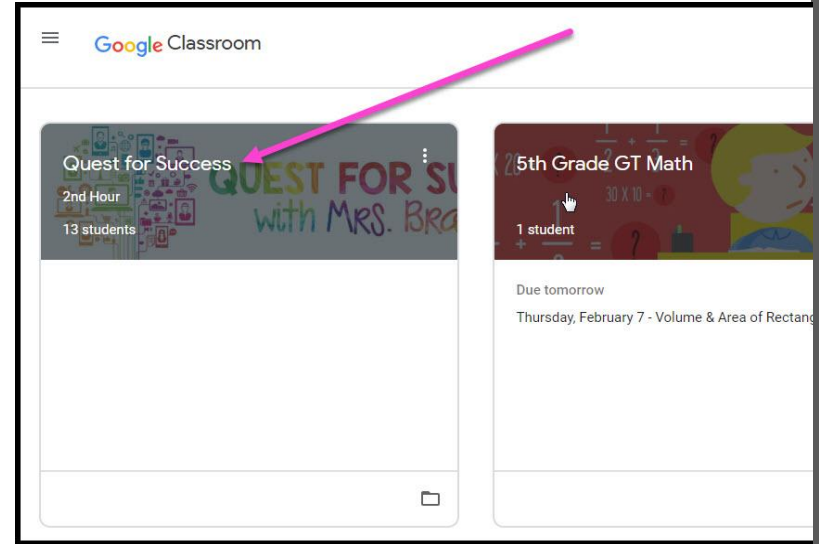 Google Classroom
Quest for Success
2nd Hour
13 students
QUEST FOR SU
with MRS. BRA
5th Grade GT Math
1 student
30 X 10 = ?
Due tomorrow
Thursday, February 7 - Volume & Area of Rectang